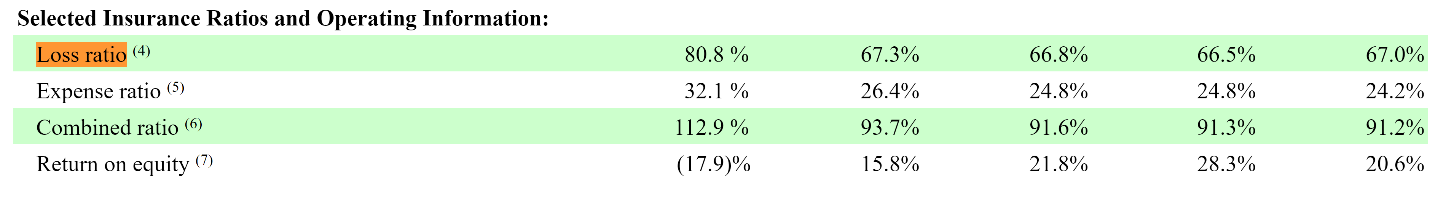 Selected Insurance Ratios and Operating Information:
Loss ratio (4) 80.8 % 67.3% 66.8% 66.5% 67.0%
Expense ratio (5) 32.1 % 26.4% 24.8% 24.8% 24.2%
Combined ratio (6) 112.9 % 93.7% 91.6% 91.3% 91.2%
Return on equity (7) (17.9)% 15.8% 21.8% 28.3% 20.6%